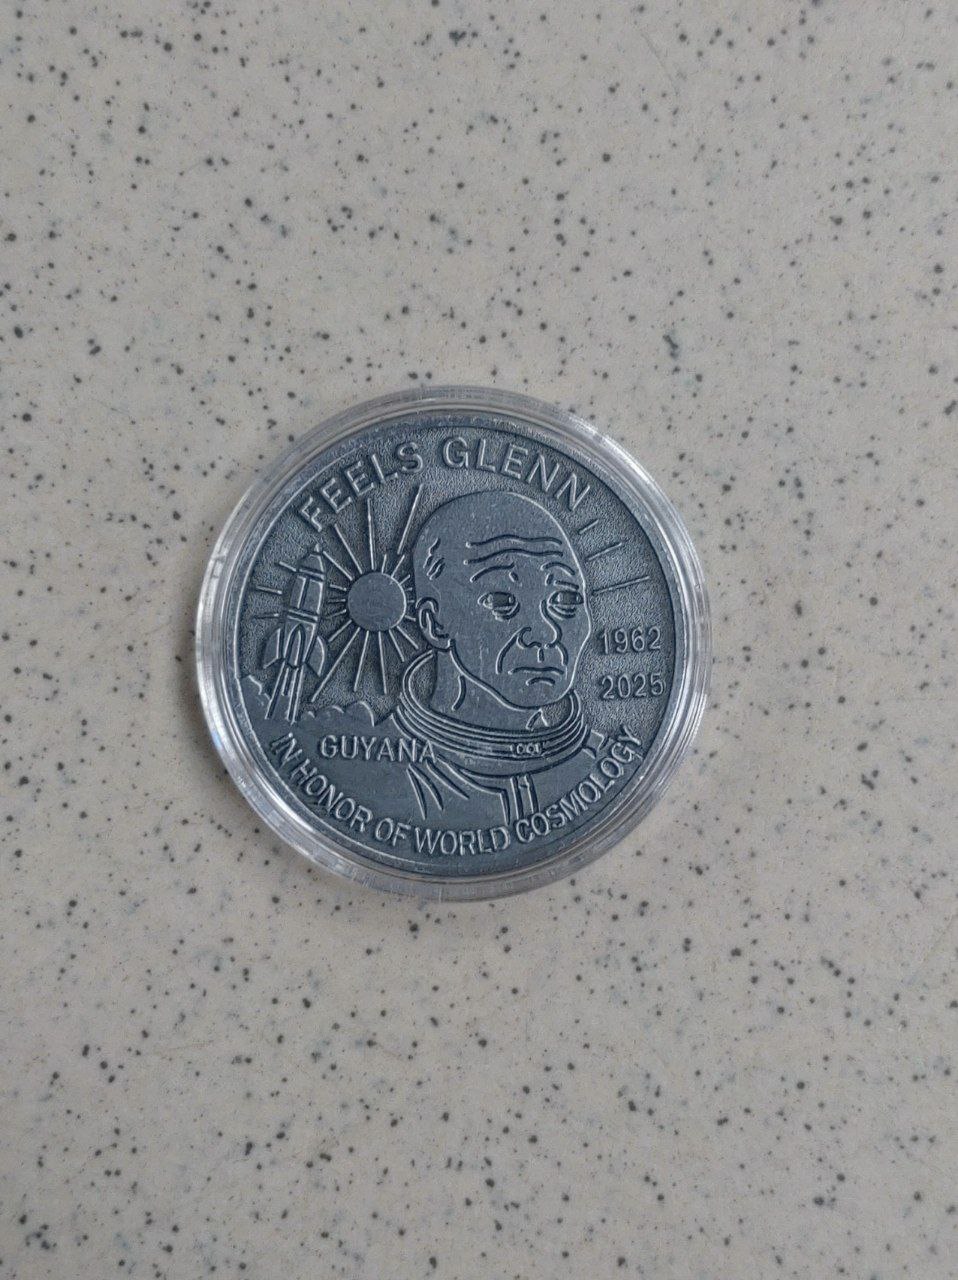 FEELS GLENN
1962
2025
GUYANA
IN HONOR OF WORLD COSMOLOGY